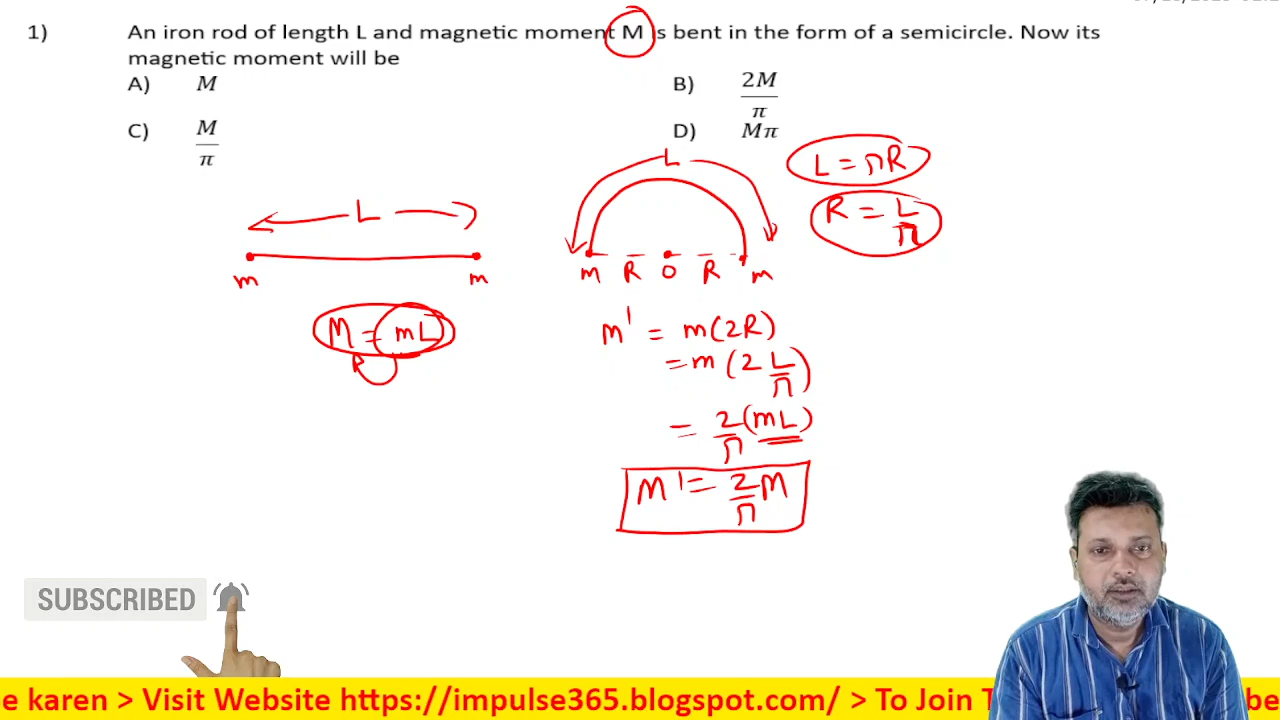 1) An iron rod of length L and magnetic moment M is bent in the form of a semicircle. Now its
magnetic moment will be
A) M B) 2M/π
C) M/π D) Mπ
L = πR
R = L/π
L
L
m m
m R O R m
M = mL
m' = m(2R)
= m(2 L/π)
= 2/π (mL)
M' = 2/π M
SUBSCRIBED
e karen > Visit Website https://impulse365.blogspot.com/ > To Join T be